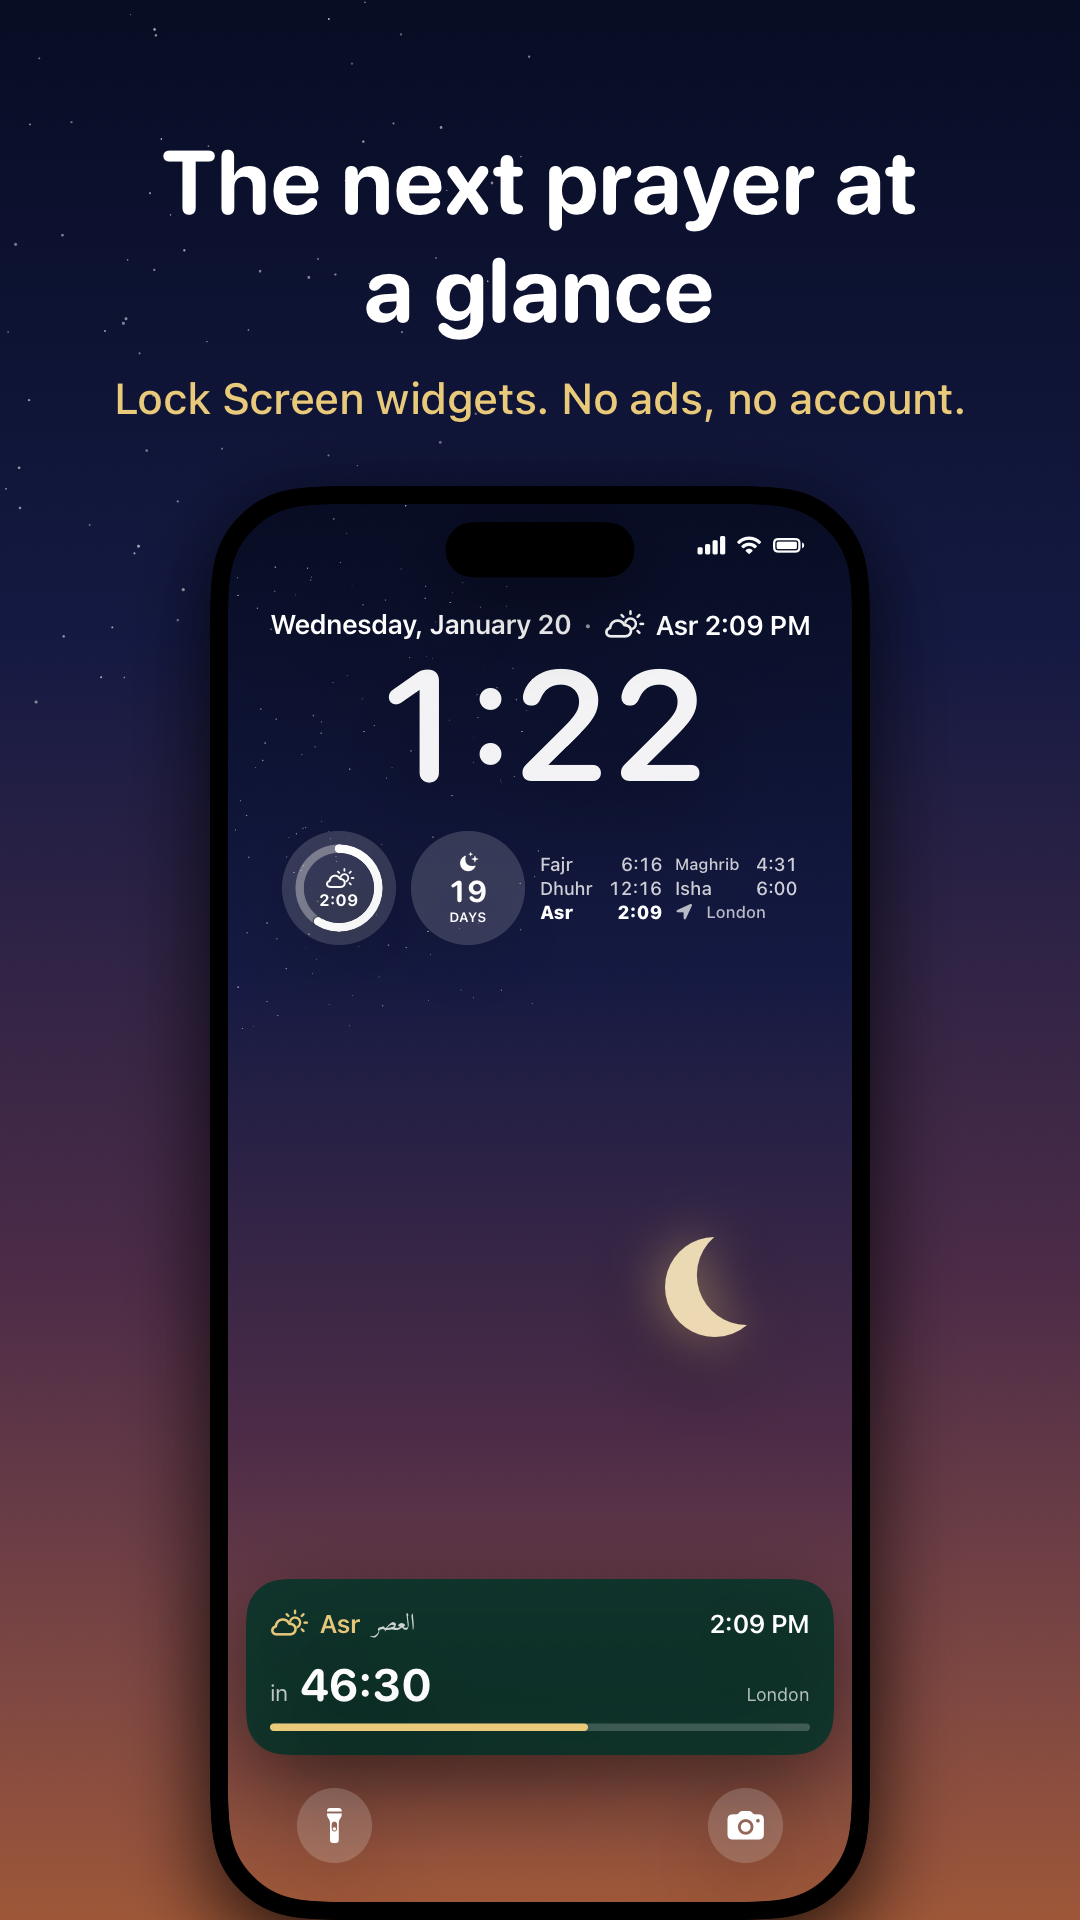 The next prayer at
a glance
Lock Screen widgets. No ads, no account.
Wednesday, January 20 · Asr 2:09 PM
1:22
2:09
19
DAYS
Fajr 6:16 Maghrib 4:31
Dhuhr 12:16 Isha 6:00
Asr 2:09 London
Asr العصر 2:09 PM
in 46:30 London